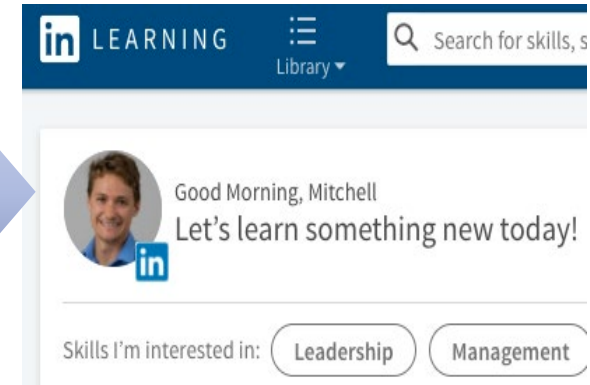 in LEARNING
Library
Search for skills, s
Good Morning, Mitchell
Let's learn something new today!
in
Skills I'm interested in:
Leadership
Management